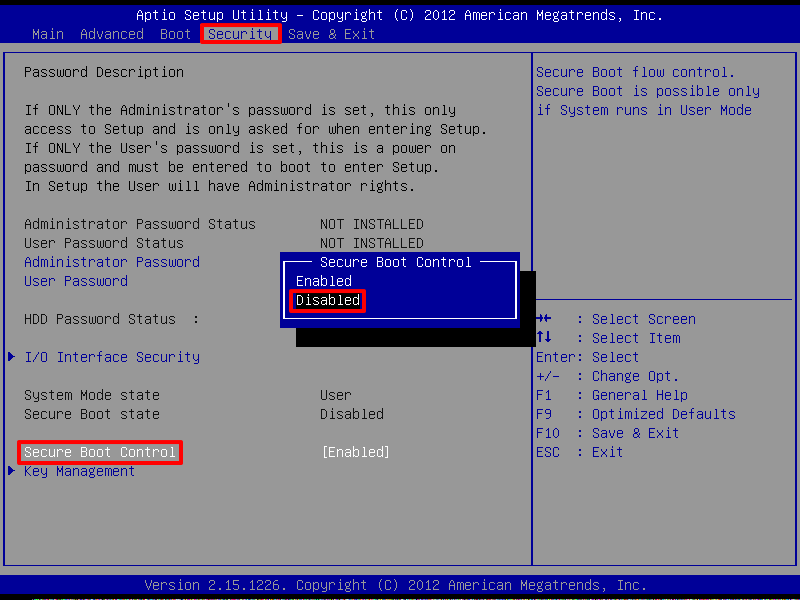 Aptio Setup Utility – Copyright (C) 2012 American Megatrends, Inc.
Main Advanced Boot Security Save & Exit
Password Description
If ONLY the Administrator's password is set, this only
access to Setup and is only asked for when entering Setup.
If ONLY the User's password is set, this is a power on
password and must be entered to boot to enter Setup.
In Setup the User will have Administrator rights.
Administrator Password Status NOT INSTALLED
User Password Status NOT INSTALLED
Administrator Password
User Password
HDD Password Status :
I/O Interface Security
System Mode state User
Secure Boot state Disabled
Secure Boot Control [Enabled]
Key Management
Secure Boot Control
Enabled
Disabled
Secure Boot flow control.
Secure Boot is possible only
if System runs in User Mode
→← : Select Screen
↑↓ : Select Item
Enter: Select
+/– : Change Opt.
F1 : General Help
F9 : Optimized Defaults
F10 : Save & Exit
ESC : Exit
Version 2.15.1226. Copyright (C) 2012 American Megatrends, Inc.